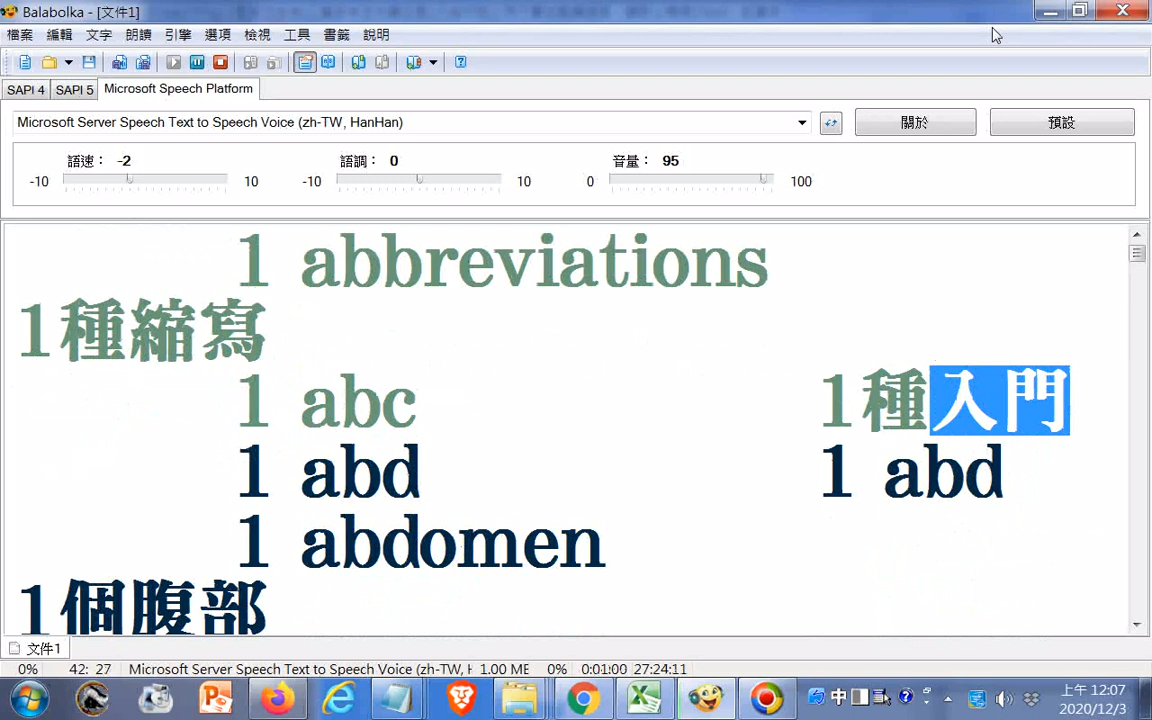 Balabolka - [文件1]
檔案 編輯 文字 朗讀 引擎 選項 檢視 工具 書籤 說明
SAPI 4 SAPI 5 Microsoft Speech Platform
Microsoft Server Speech Text to Speech Voice (zh-TW, HanHan) 關於 預設
語速： -2 語調： 0 音量： 95
-10 10 -10 10 0 100
1 abbreviations
1種縮寫
1 abc 1種入門
1 abd 1 abd
1 abdomen
1個腹部
文件1
0% 42: 27 Microsoft Server Speech Text to Speech Voice (zh-TW, H 1.00 ME 0% 0:01:00 27:24:11
中 上午 12:07
2020/12/3